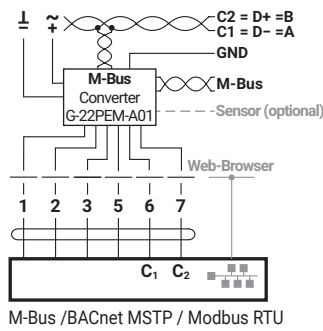 ⊥ ~ C2 = D+ =B
+ C1 = D− =A
GND
M-Bus
Converter
G-22PEM-A01
M-Bus
Sensor (optional)
Web-Browser
1 2 3 5 6 7
C1 C2
M-Bus /BACnet MSTP / Modbus RTU